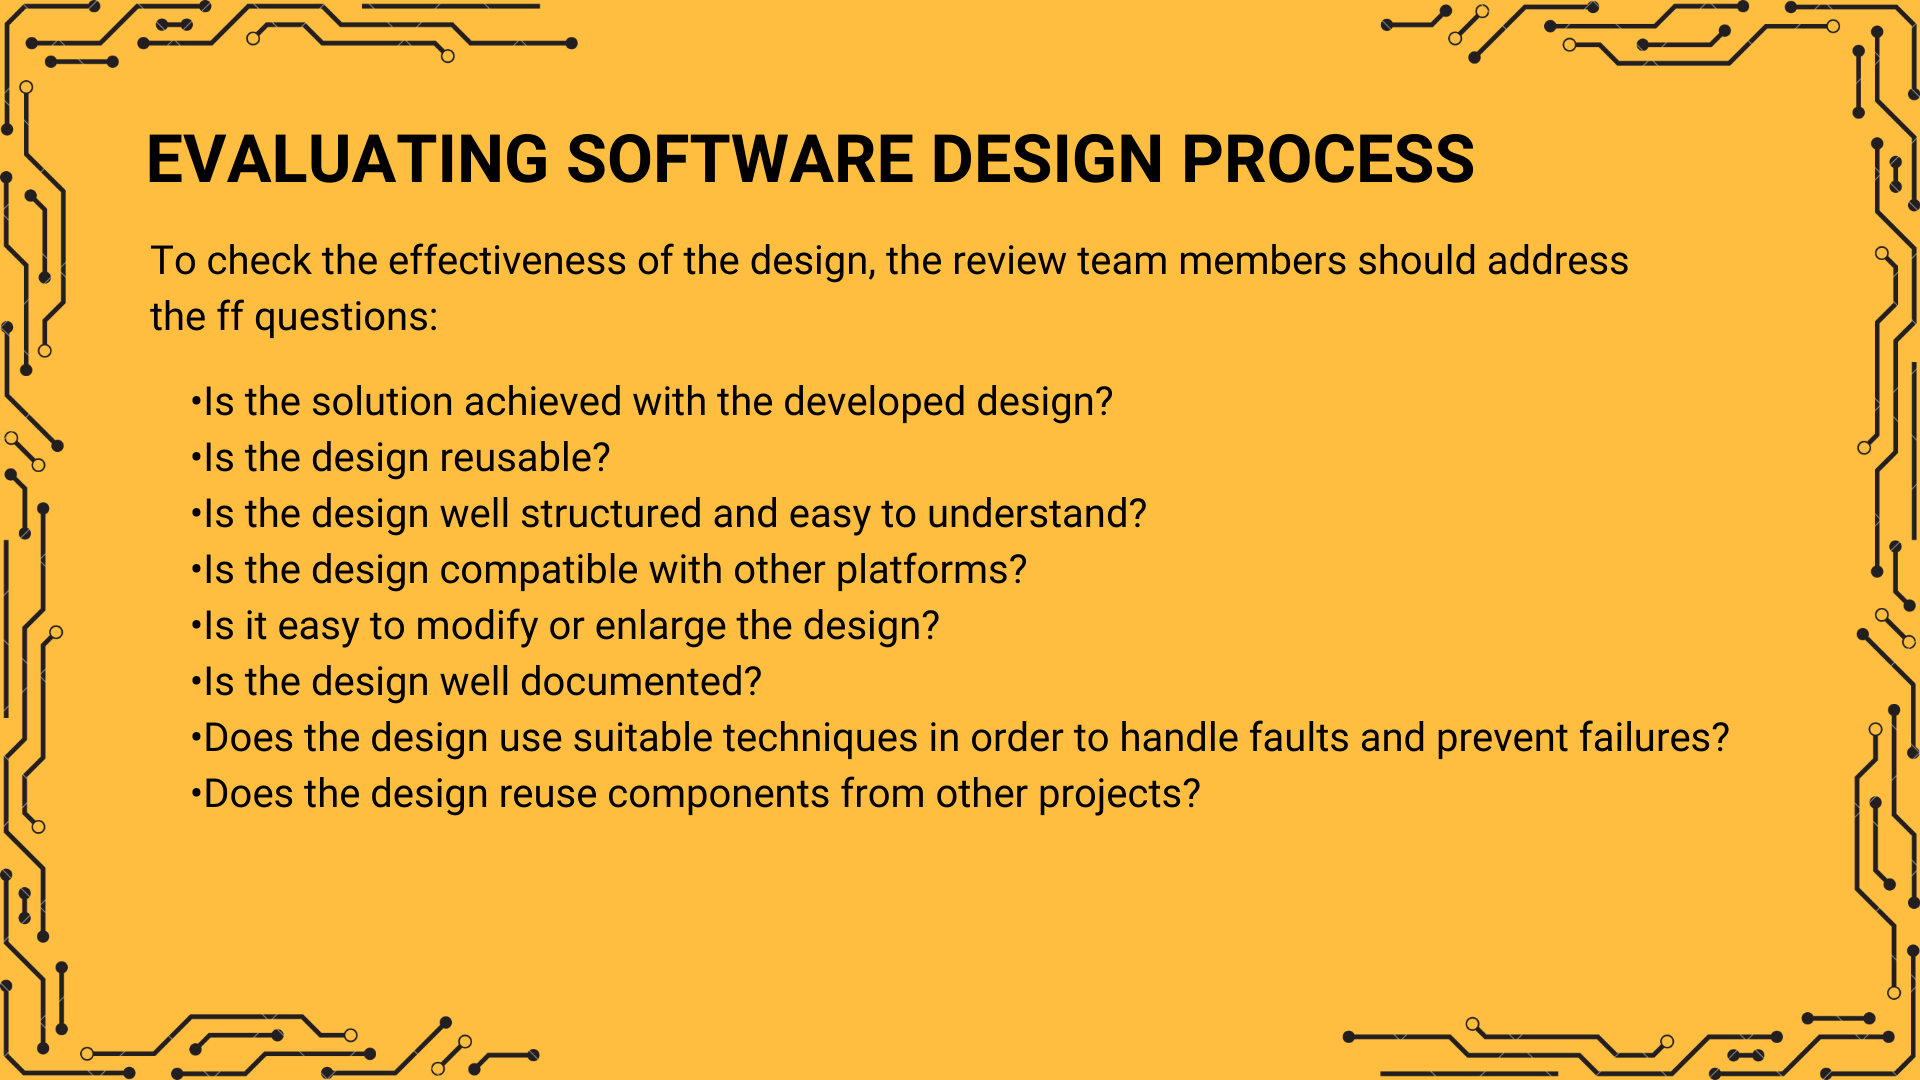 EVALUATING SOFTWARE DESIGN PROCESS
To check the effectiveness of the design, the review team members should address
the ff questions:
•Is the solution achieved with the developed design?
•Is the design reusable?
•Is the design well structured and easy to understand?
•Is the design compatible with other platforms?
•Is it easy to modify or enlarge the design?
•Is the design well documented?
•Does the design use suitable techniques in order to handle faults and prevent failures?
•Does the design reuse components from other projects?